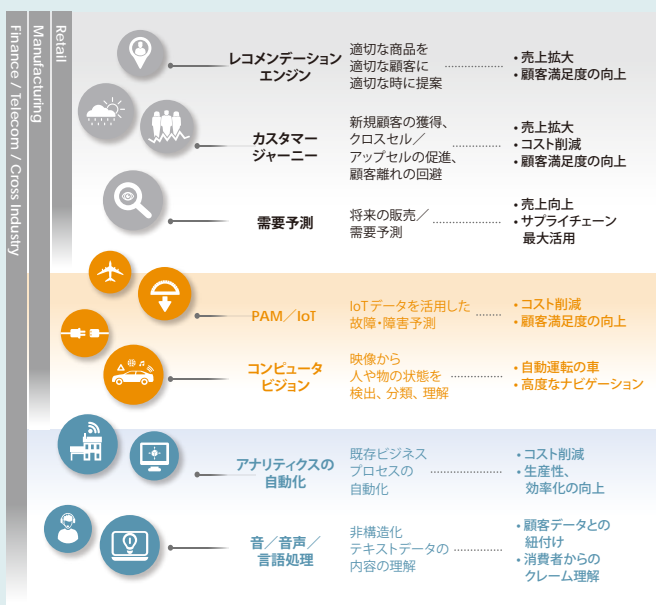 Finance / Telecom / Cross Industry
Manufacturing
Retail
レコメンデーション
エンジン
適切な商品を
適切な顧客に
適切な時に提案
・売上拡大
・顧客満足度の向上
カスタマー
ジャーニー
新規顧客の獲得、
クロスセル／
アップセルの促進、
顧客離れの回避
・売上拡大
・コスト削減
・顧客満足度の向上
需要予測
将来の販売／
需要予測
・売上向上
・サプライチェーン
最大活用
PAM／IoT
IoTデータを活用した
故障・障害予測
・コスト削減
・顧客満足度の向上
コンピュータ
ビジョン
映像から
人や物の状態を
検出、分類、理解
・自動運転の車
・高度なナビゲーション
アナリティクスの
自動化
既存ビジネス
プロセスの
自動化
・コスト削減
・生産性、
効率化の向上
音／音声／
言語処理
非構造化
テキストデータの
内容の理解
・顧客データとの
紐付け
・消費者からの
クレーム理解